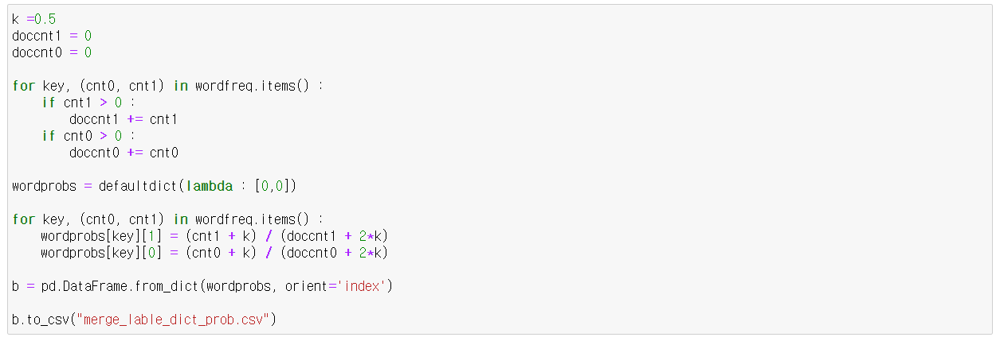 k =0.5
doccnt1 = 0
doccnt0 = 0
for key, (cnt0, cnt1) in wordfreq.items() :
    if cnt1 > 0 :
        doccnt1 += cnt1
    if cnt0 > 0 :
        doccnt0 += cnt0
wordprobs = defaultdict(lambda : [0,0])
for key, (cnt0, cnt1) in wordfreq.items() :
    wordprobs[key][1] = (cnt1 + k) / (doccnt1 + 2*k)
    wordprobs[key][0] = (cnt0 + k) / (doccnt0 + 2*k)
b = pd.DataFrame.from_dict(wordprobs, orient='index')
b.to_csv("merge_lable_dict_prob.csv")